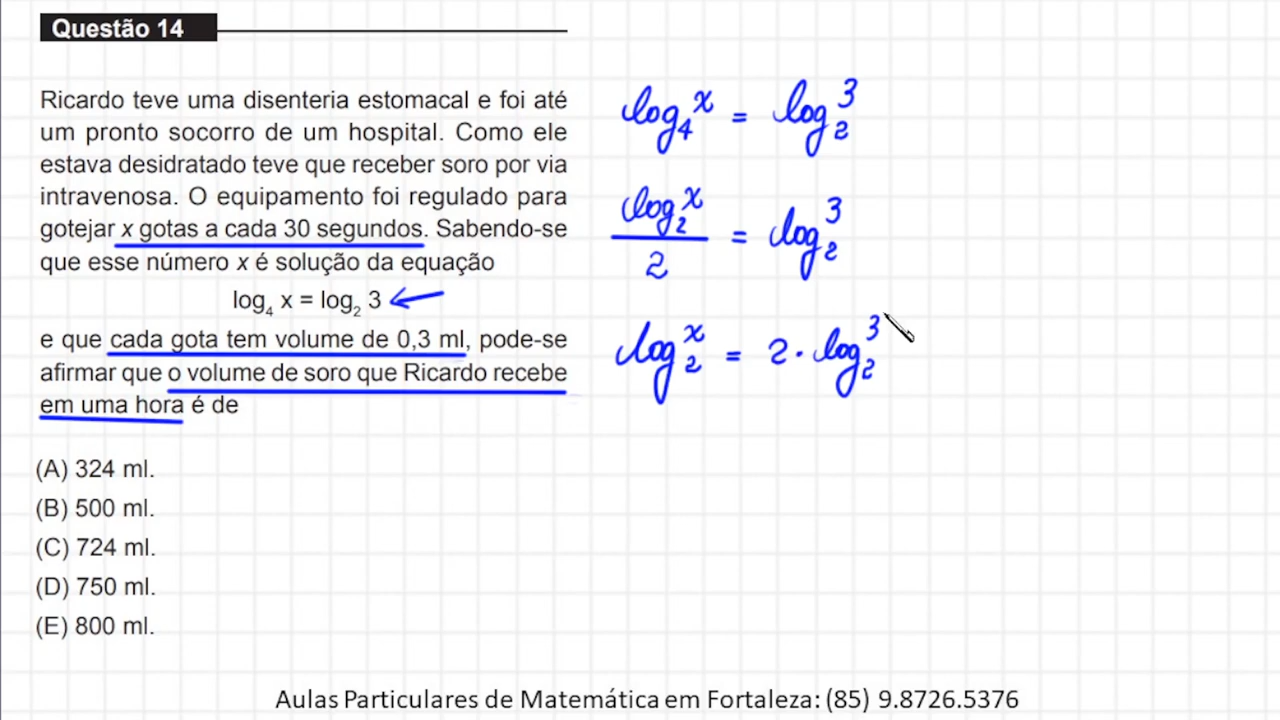 Questão 14
Ricardo teve uma disenteria estomacal e foi até
um pronto socorro de um hospital. Como ele
estava desidratado teve que receber soro por via
intravenosa. O equipamento foi regulado para
gotejar x gotas a cada 30 segundos. Sabendo-se
que esse número x é solução da equação
log₄ x = log₂ 3
e que cada gota tem volume de 0,3 ml, pode-se
afirmar que o volume de soro que Ricardo recebe
em uma hora é de
(A) 324 ml.
(B) 500 ml.
(C) 724 ml.
(D) 750 ml.
(E) 800 ml.
log₄ x = log₂ 3
log₂ x
2
= log₂ 3
log₂ x = 2 · log₂ 3
Aulas Particulares de Matemática em Fortaleza: (85) 9.8726.5376